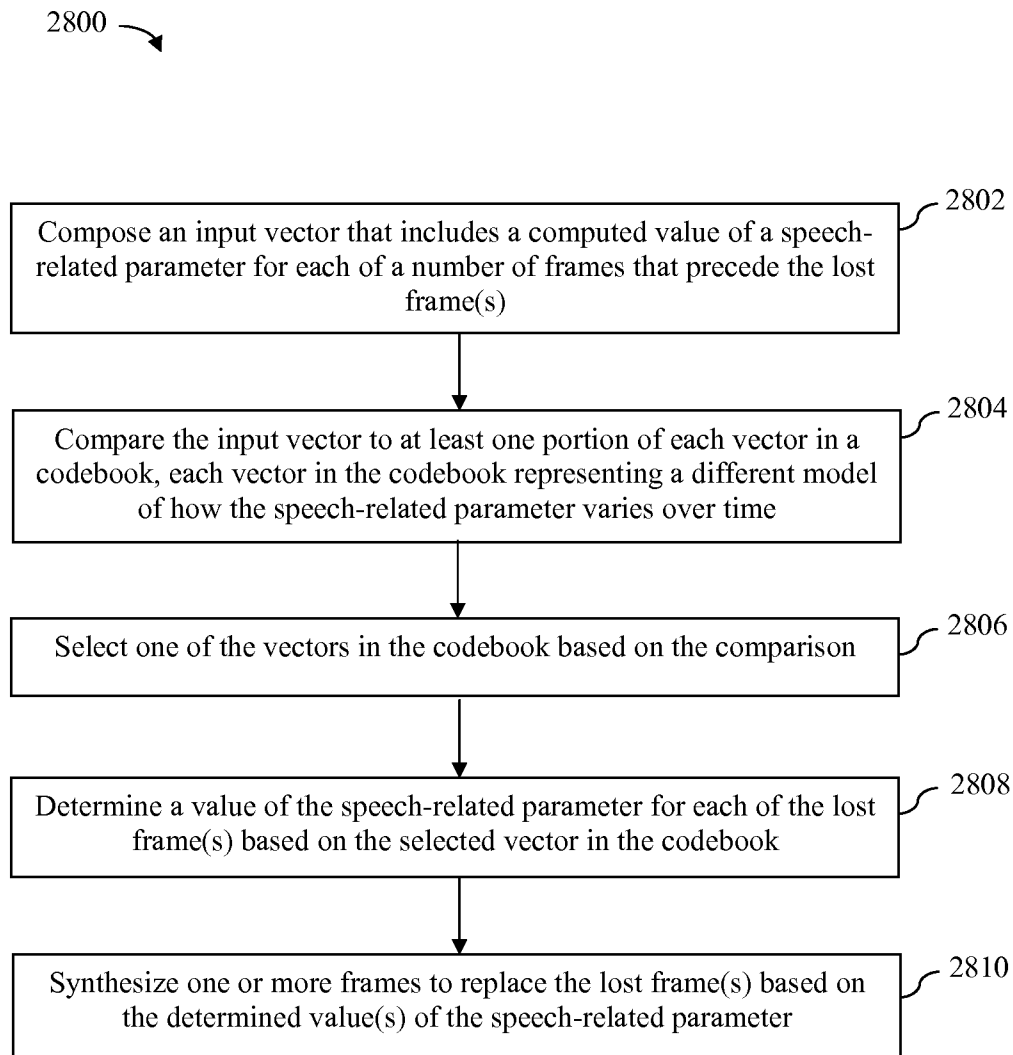 2800
2802
Compose an input vector that includes a computed value of a speech-
related parameter for each of a number of frames that precede the lost
frame(s)
2804
Compare the input vector to at least one portion of each vector in a
codebook, each vector in the codebook representing a different model
of how the speech-related parameter varies over time
2806
Select one of the vectors in the codebook based on the comparison
2808
Determine a value of the speech-related parameter for each of the lost
frame(s) based on the selected vector in the codebook
2810
Synthesize one or more frames to replace the lost frame(s) based on
the determined value(s) of the speech-related parameter